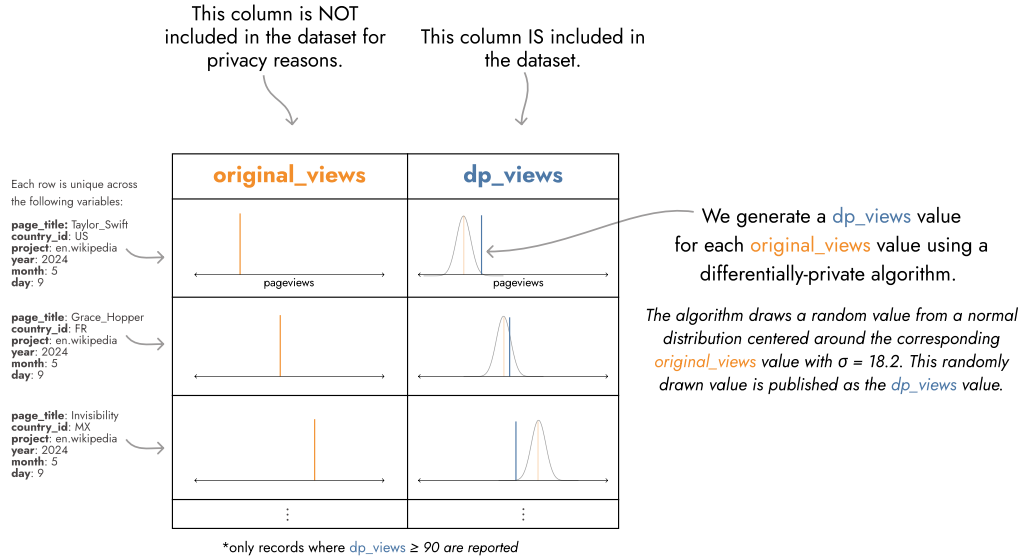 This column is NOT
included in the dataset for
privacy reasons.
This column IS included in
the dataset.
original_views
dp_views
Each row is unique across
the following variables:
page_title: Taylor_Swift
country_id: US
project: en.wikipedia
year: 2024
month: 5
day: 9
pageviews
pageviews
We generate a dp_views value
for each original_views value using a
differentially-private algorithm.
The algorithm draws a random value from a normal
distribution centered around the corresponding
original_views value with σ = 18.2. This randomly
drawn value is published as the dp_views value.
page_title: Grace_Hopper
country_id: FR
project: en.wikipedia
year: 2024
month: 5
day: 9
page_title: Invisibility
country_id: MX
project: en.wikipedia
year: 2024
month: 5
day: 9
⋮
⋮
*only records where dp_views ≥ 90 are reported